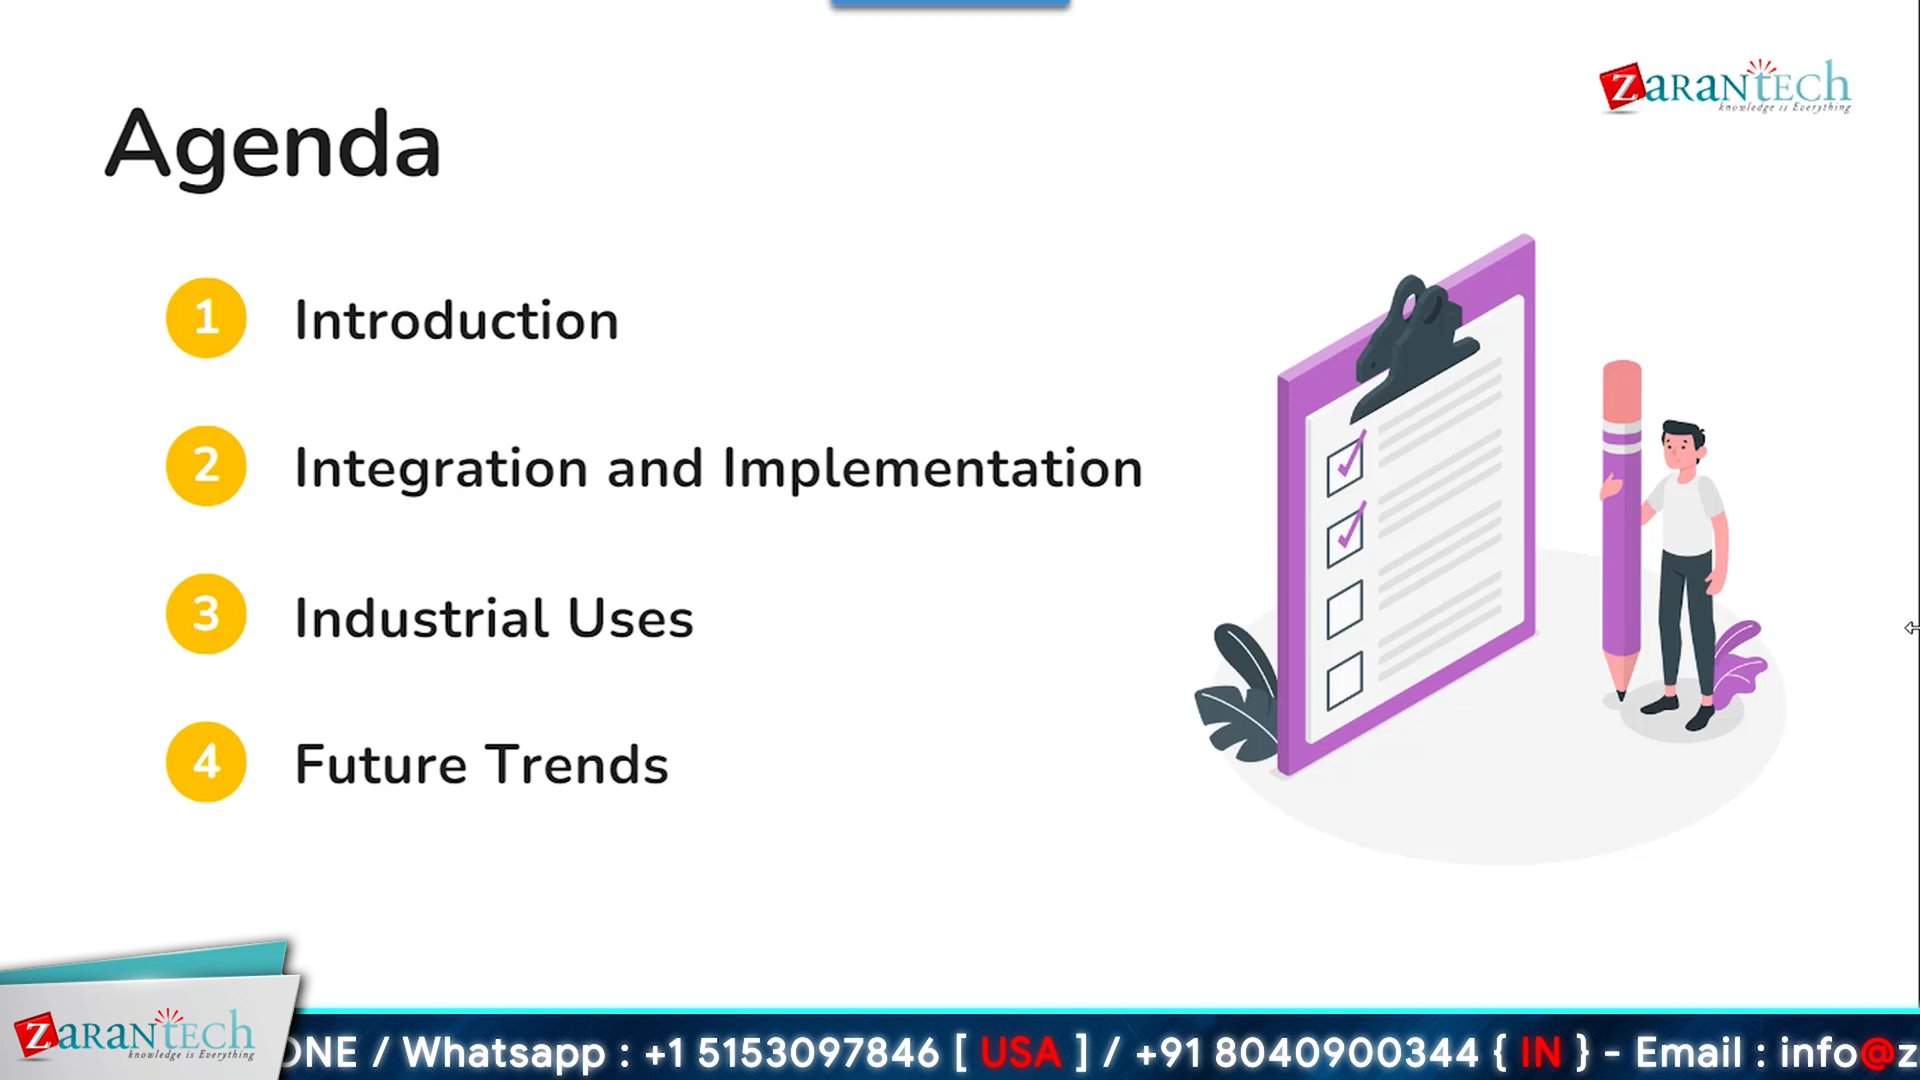 ZARANTECH
knowledge is Everything
Agenda
1 Introduction
2 Integration and Implementation
3 Industrial Uses
4 Future Trends
ZARANTECH
knowledge is Everything
ONE / Whatsapp : +1 5153097846 [ USA ] / +91 8040900344 { IN } - Email : info@z